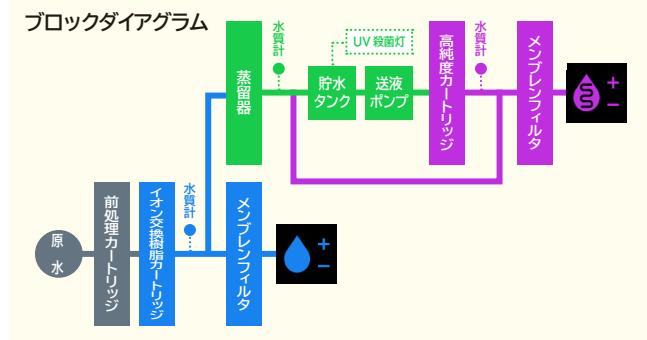 ブロックダイアグラム
水質計
UV 殺菌灯
蒸留器
貯水
タンク
送液
ポンプ
高純度カートリッジ
水質計
メンブレンフィルタ
+
−
原
水
前処理カートリッジ
イオン交換樹脂カートリッジ
水質計
メンブレンフィルタ
+
−